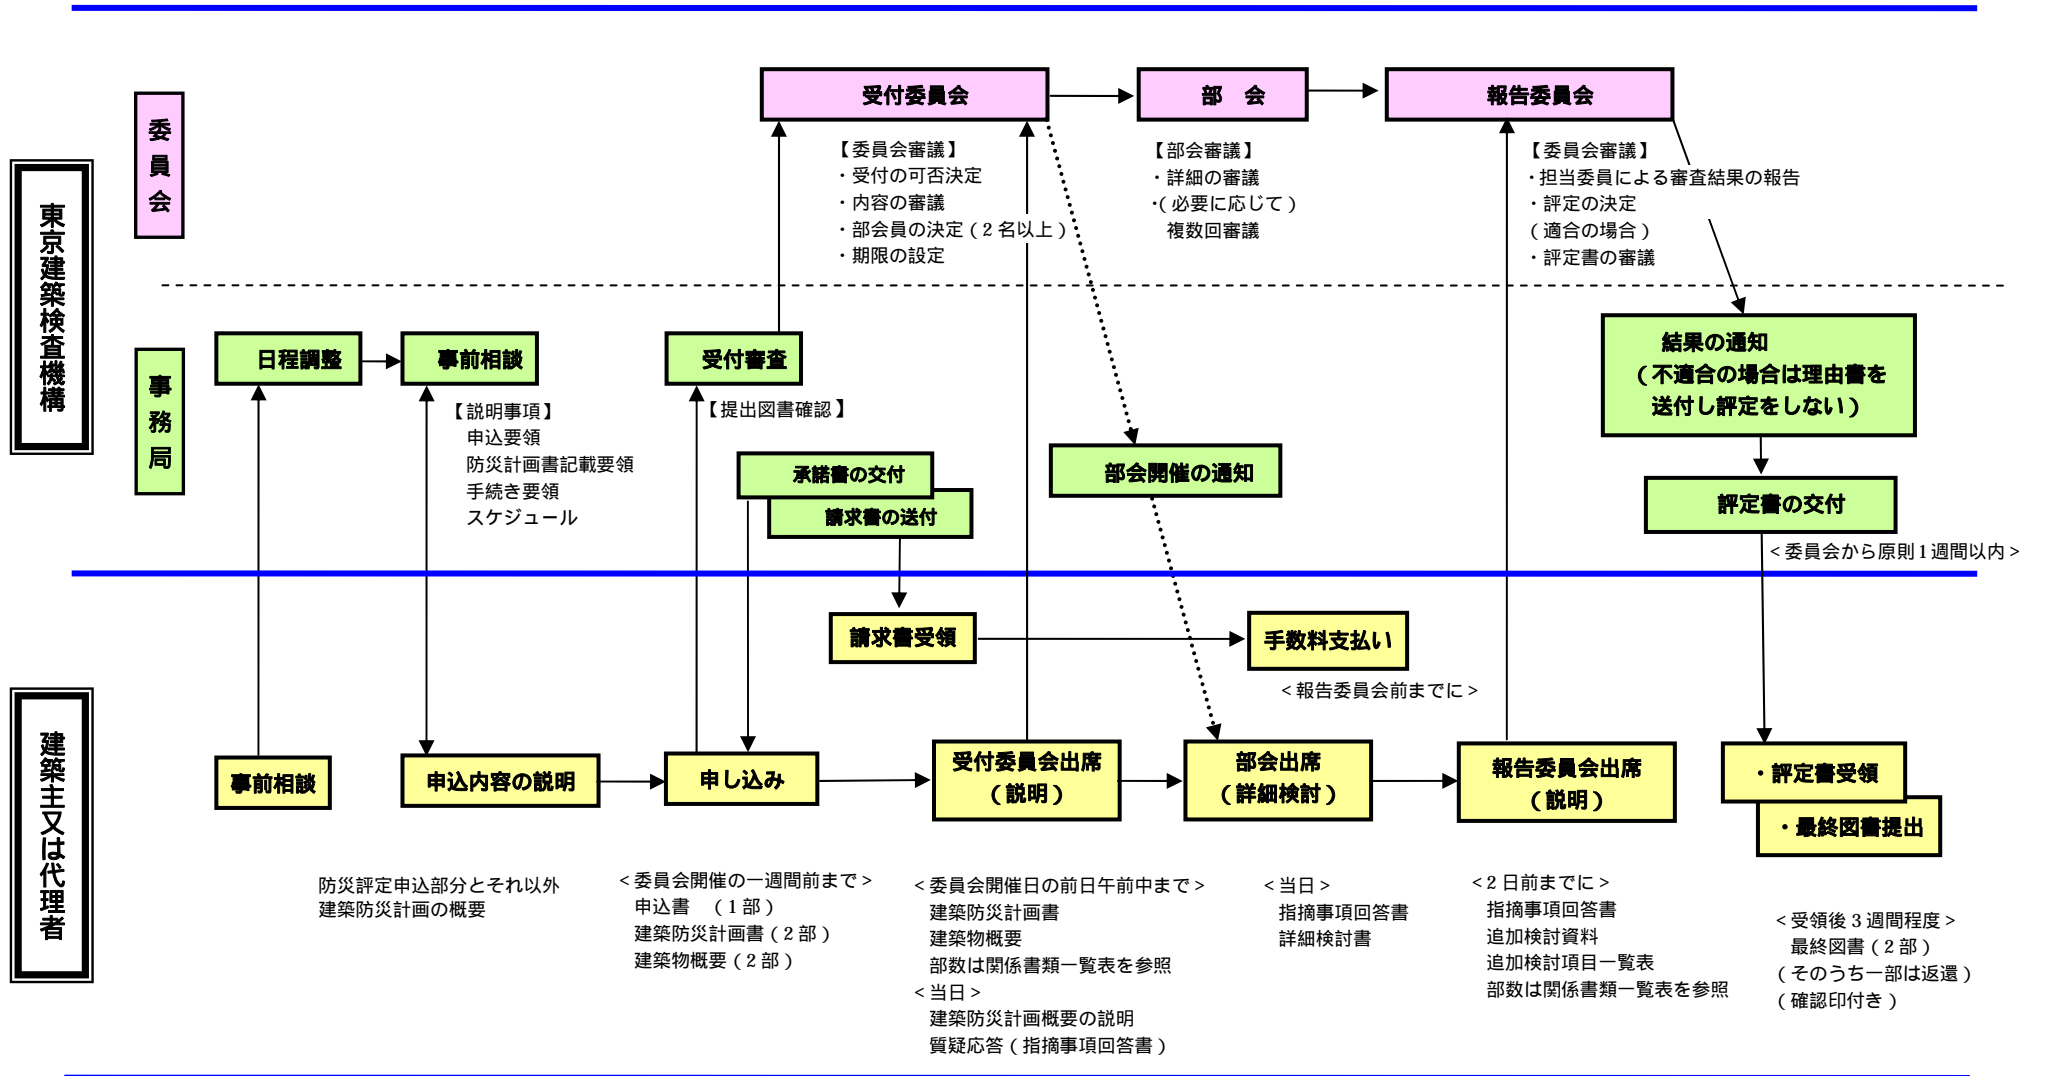 東京建築検査機構
委員会
受付委員会
部　会
報告委員会
【委員会審議】
・受付の可否決定
・内容の審議
・部会員の決定（2名以上）
・期限の設定
【部会審議】
・詳細の審議
・（必要に応じて）
複数回審議
【委員会審議】
・担当委員による審査結果の報告
・評定の決定
（適合の場合）
・評定書の審議
事務局
日程調整
事前相談
【説明事項】
申込要領
防災計画書記載要領
手続き要領
スケジュール
受付審査
【提出図書確認】
承諾書の交付
請求書の送付
部会開催の通知
結果の通知
（不適合の場合は理由書を
送付し評定をしない）
評定書の交付
＜委員会から原則1週間以内＞
建築主又は代理者
請求書受領
手数料支払い
＜報告委員会前までに＞
事前相談
申込内容の説明
申し込み
受付委員会出席
（説明）
部会出席
（詳細検討）
報告委員会出席
（説明）
・評定書受領
・最終図書提出
防災評定申込部分とそれ以外
建築防災計画の概要
＜委員会開催の一週間前まで＞
申込書　（1部）
建築防災計画書（2部）
建築物概要（2部）
＜委員会開催日の前日午前中まで＞
建築防災計画書
建築物概要
部数は関係書類一覧表を参照
＜当日＞
建築防災計画概要の説明
質疑応答（指摘事項回答書）
＜当日＞
指摘事項回答書
詳細検討書
＜2日前までに＞
指摘事項回答書
追加検討資料
追加検討項目一覧表
部数は関係書類一覧表を参照
＜受領後3週間程度＞
最終図書（2部）
（そのうち一部は返還）
（確認印付き）